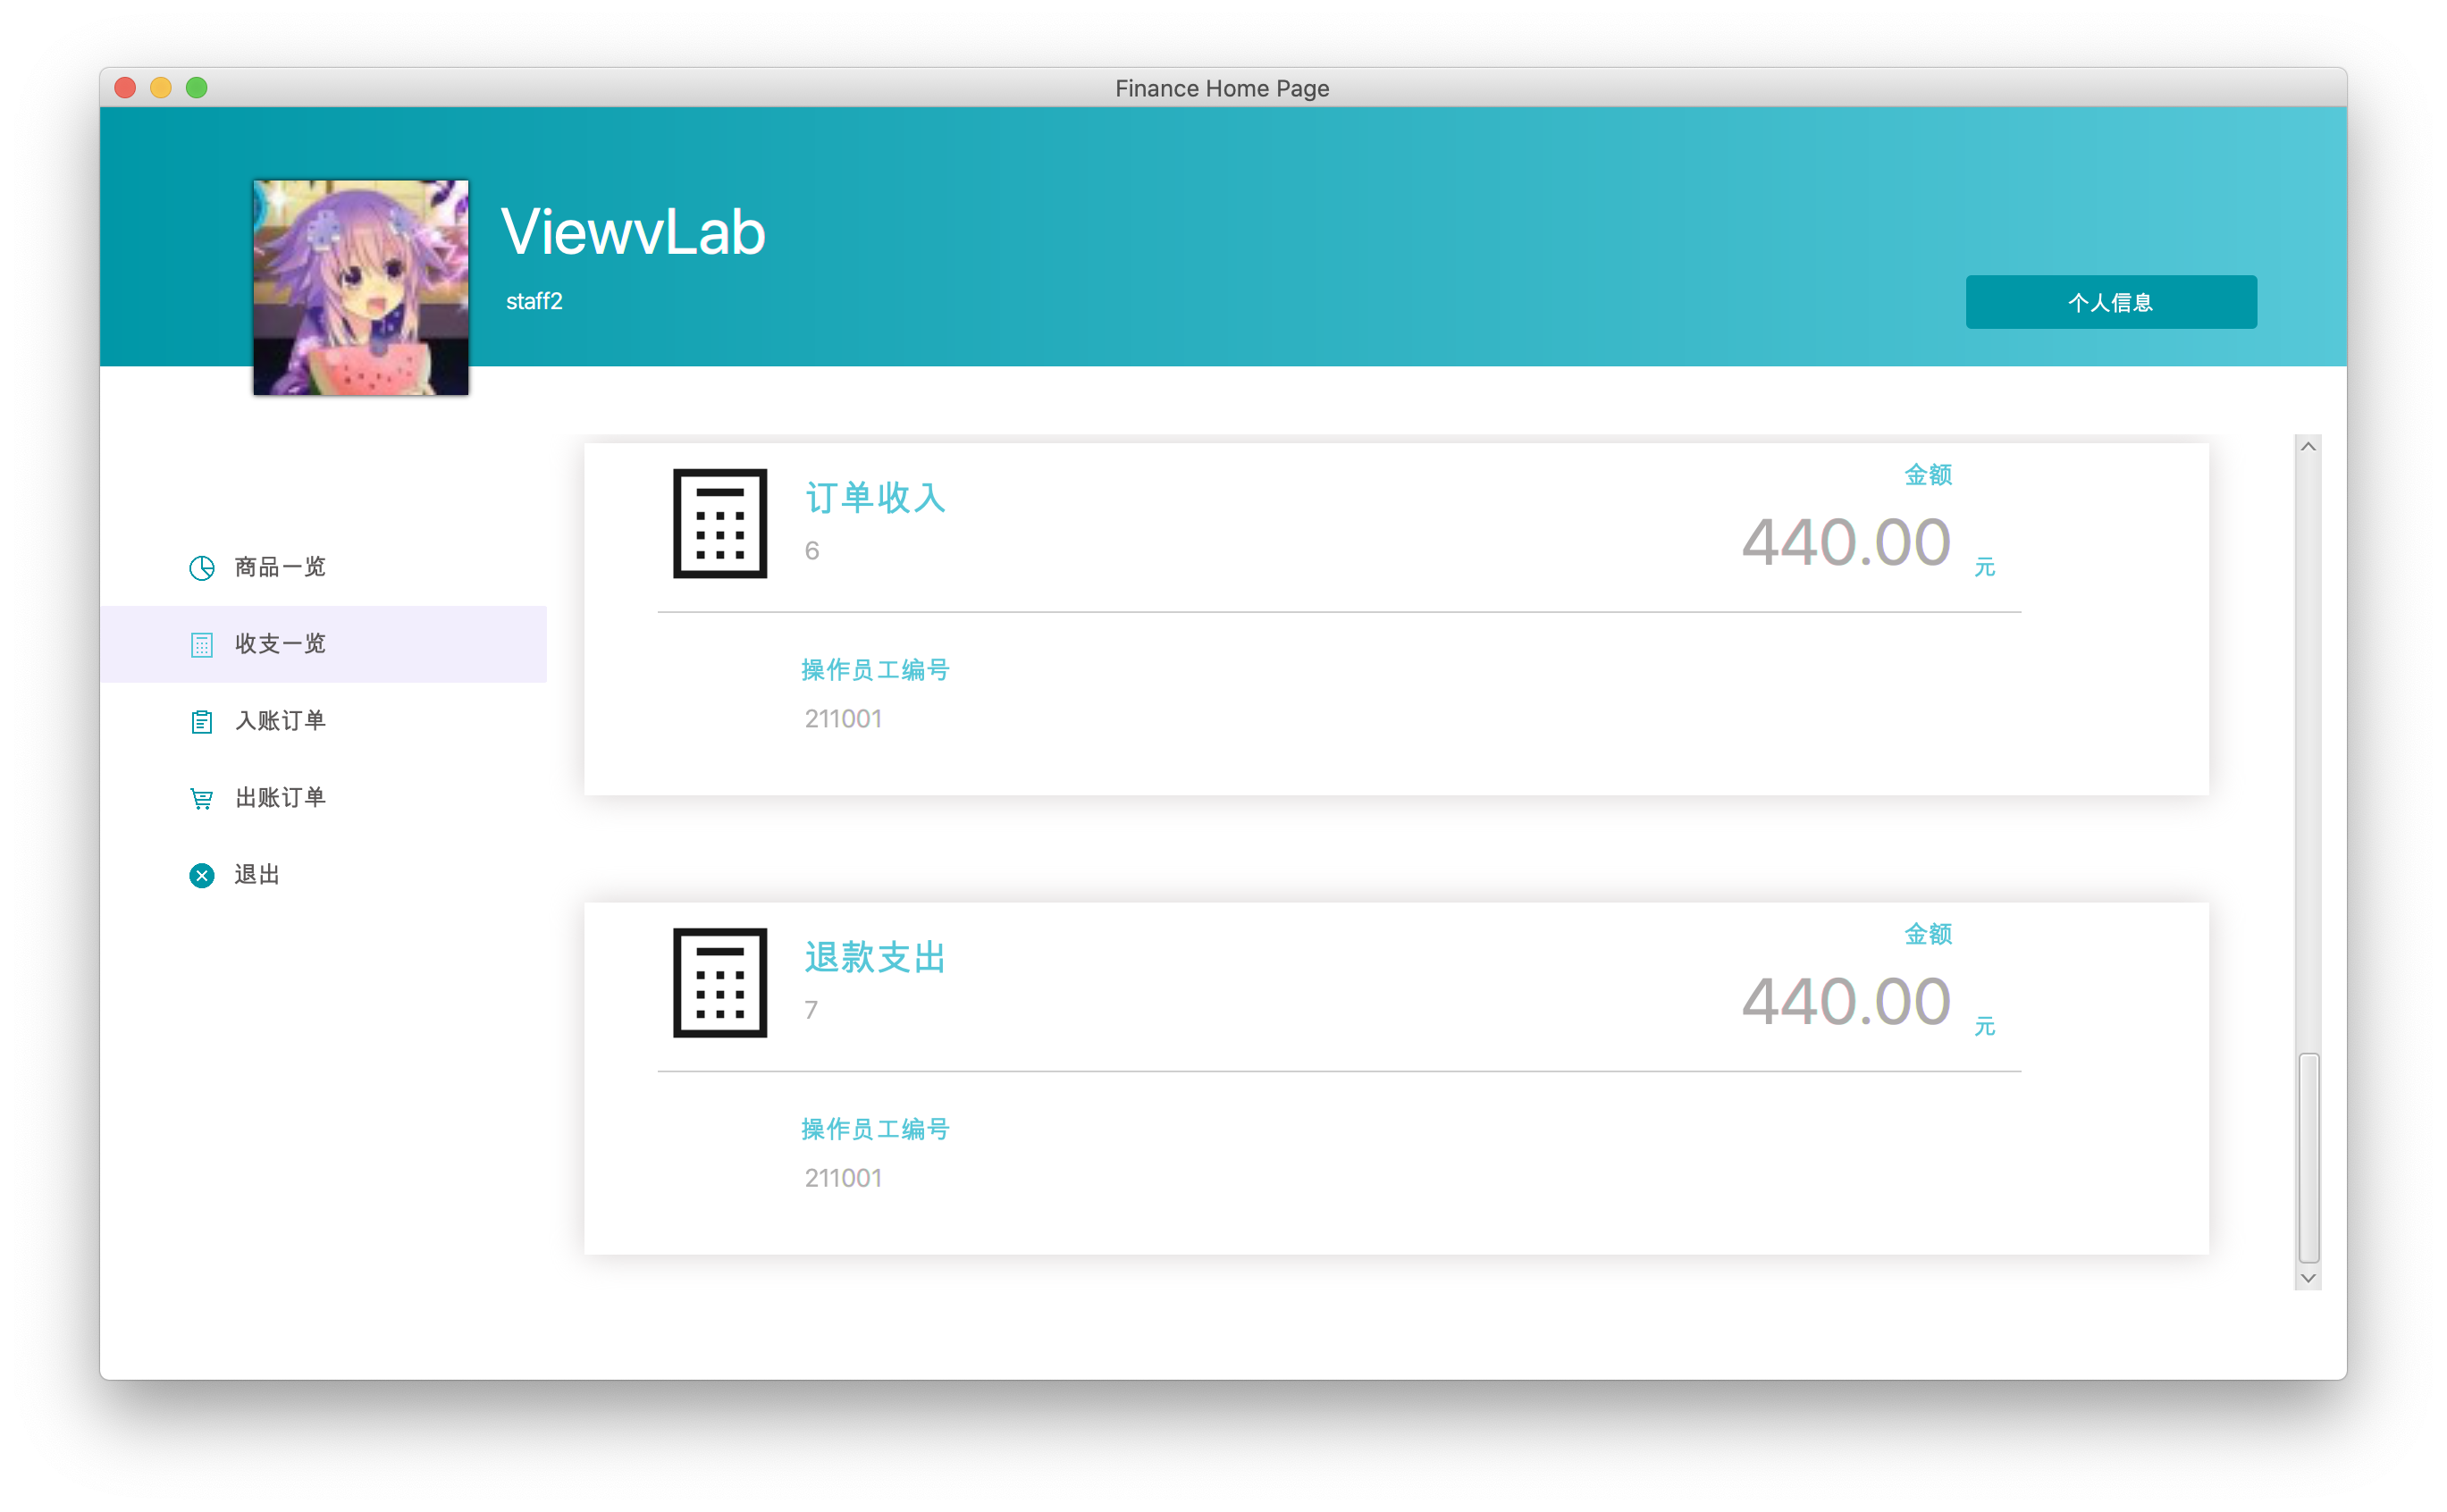 Finance Home Page
ViewvLab
staff2
个人信息
商品一览
收支一览
入账订单
出账订单
退出
订单收入
6
金额
440.00 元
操作员工编号
211001
退款支出
7
金额
440.00 元
操作员工编号
211001